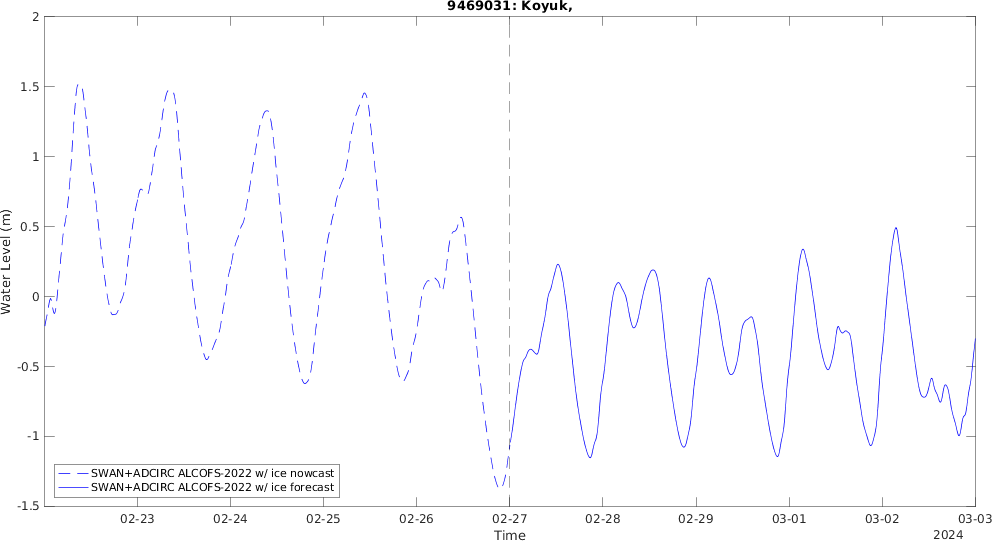 9469031: Koyuk,
2
1.5
1
0.5
0
-0.5
-1
-1.5
Water Level (m)
SWAN+ADCIRC ALCOFS-2022 w/ ice nowcast
SWAN+ADCIRC ALCOFS-2022 w/ ice forecast
02-23 02-24 02-25 02-26 02-27 02-28 02-29 03-01 03-02 03-03
Time
2024